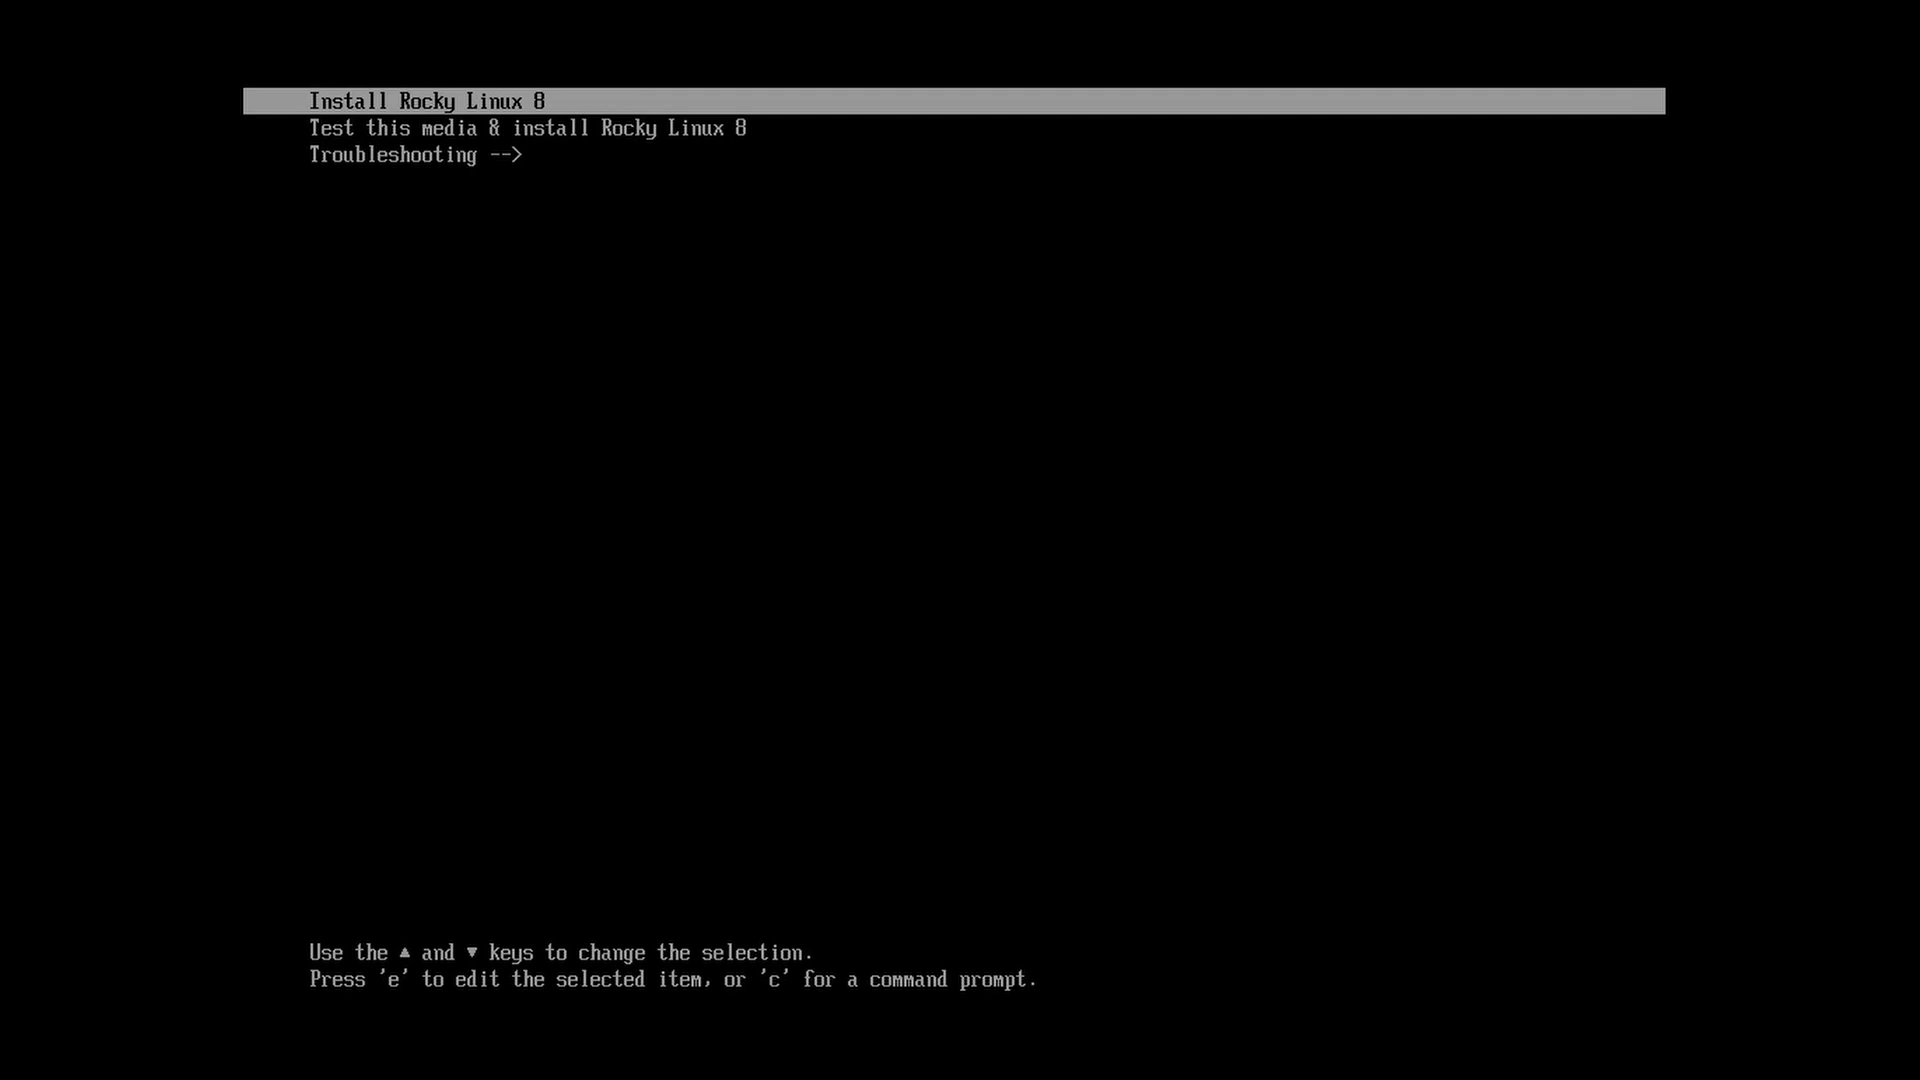 Install Rocky Linux 8
Test this media & install Rocky Linux 8
Troubleshooting -->
Use the ▲ and ▼ keys to change the selection.
Press 'e' to edit the selected item, or 'c' for a command prompt.